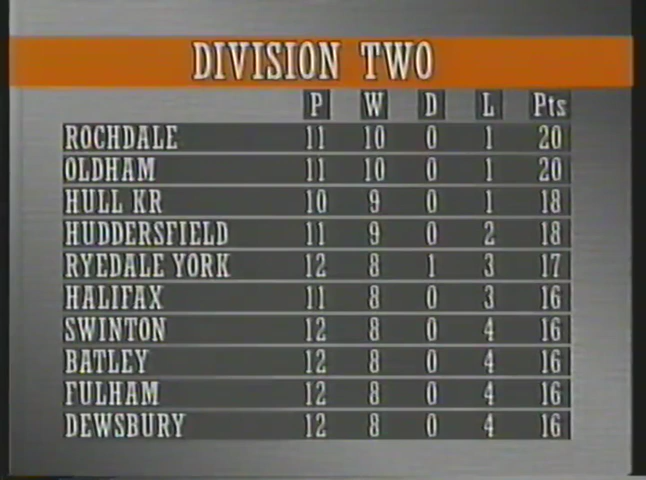 DIVISION TWO
P W D L Pts
ROCHDALE 11 10 0 1 20
OLDHAM 11 10 0 1 20
HULL KR 10 9 0 1 18
HUDDERSFIELD 11 9 0 2 18
RYEDALE YORK 12 8 1 3 17
HALIFAX 11 8 0 3 16
SWINTON 12 8 0 4 16
BATLEY 12 8 0 4 16
FULHAM 12 8 0 4 16
DEWSBURY 12 8 0 4 16